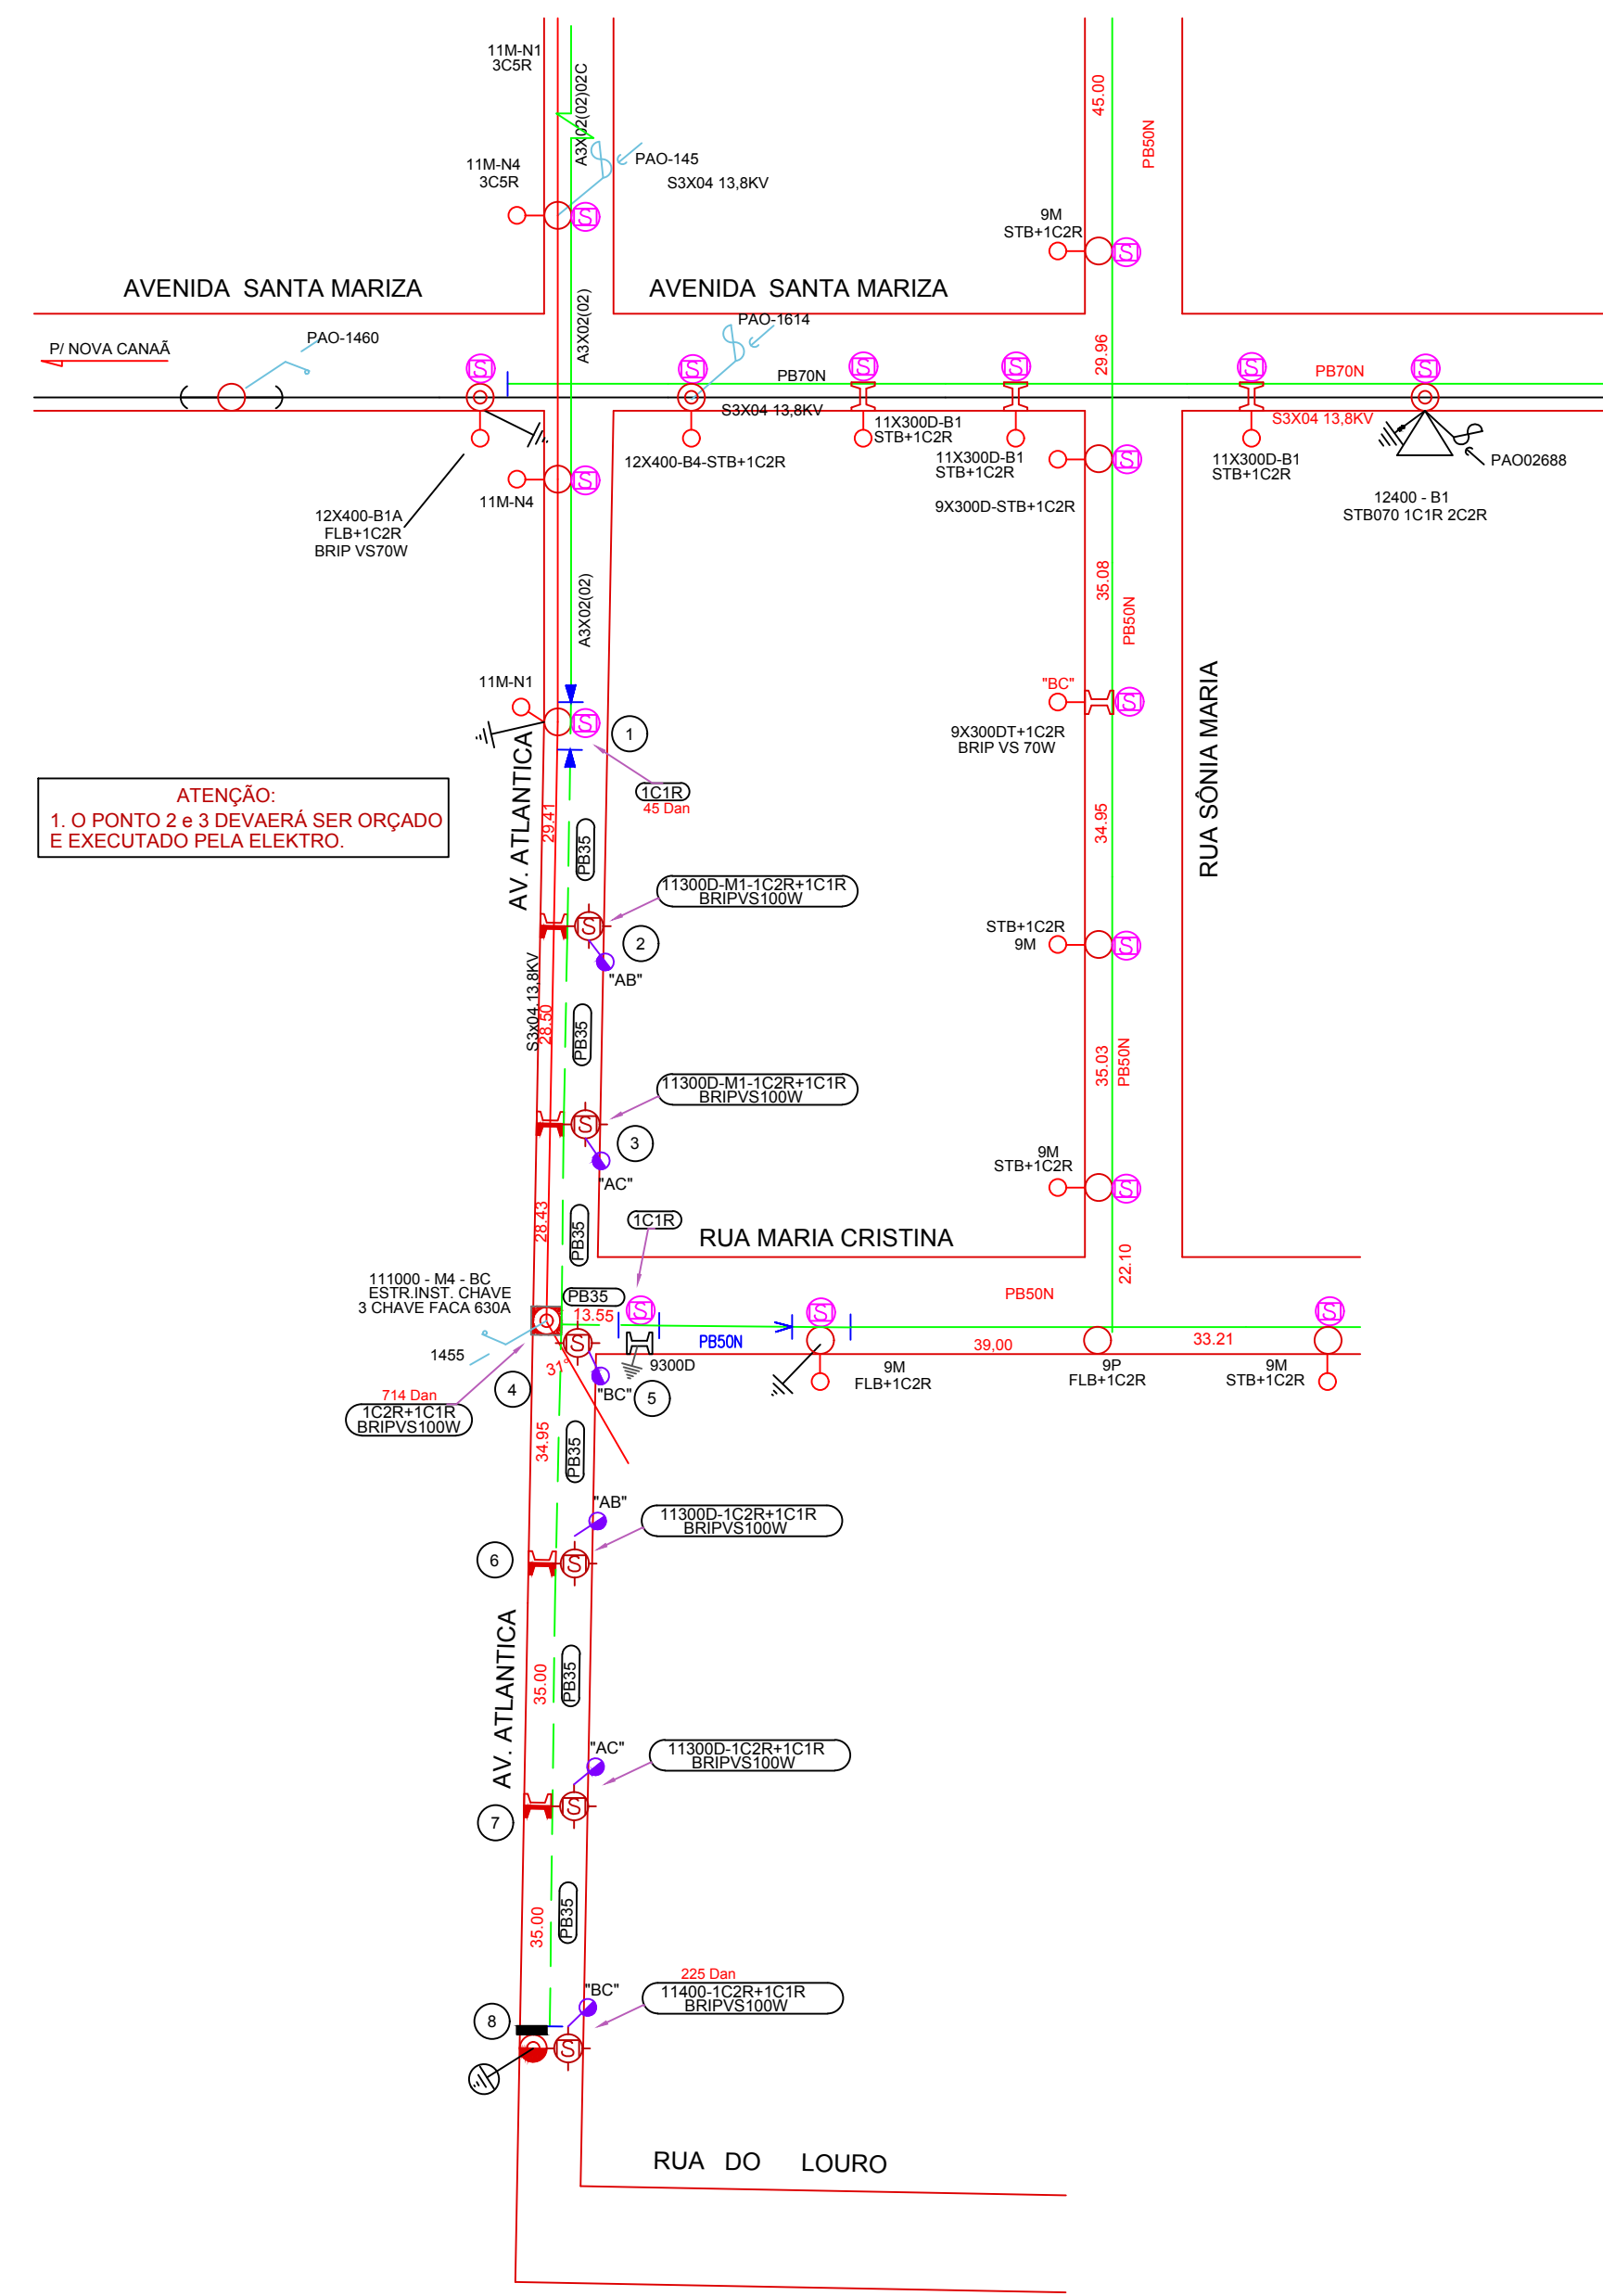 11M-N1
3C5R
A3X02(02)02C
45.00
PB50N
11M-N4
3C5R
PAO-145
S3X04 13,8KV
S
9M
STB+1C2R
S
AVENIDA SANTA MARIZA
AVENIDA SANTA MARIZA
A3X02(02)
PAO-1614
P/ NOVA CANAÃ
PAO-1460
29.96
S
S
S
S
S
S
PB70N
PB70N
S3X04 13,8KV
S3X04 13,8KV
11X300D-B1
STB+1C2R
12X400-B4-STB+1C2R
11X300D-B1
STB+1C2R
S
11X300D-B1
STB+1C2R
PAO02688
11M-N4
S
9X300D-STB+1C2R
12400 - B1
STB070 1C1R 2C2R
12X400-B1A
FLB+1C2R
BRIP VS70W
A3X02(02)
35.08
PB50N
11M-N1
"BC"
S
RUA SÔNIA MARIA
S
1
9X300DT+1C2R
BRIP VS 70W
AV. ATLANTICA
1C1R
45 Dan
ATENÇÃO:
1. O PONTO 2 e 3 DEVAERÁ SER ORÇADO
E EXECUTADO PELA ELEKTRO.
29.41
PB35
34.95
11300D-M1-1C2R+1C1R
BRIPVS100W
S
2
"AB"
STB+1C2R
9M
S
S3x04.13,8KV
28.50
PB35
35.03
PB50N
11300D-M1-1C2R+1C1R
BRIPVS100W
S
3
"AC"
9M
STB+1C2R
S
28.43
PB35
1C1R
RUA MARIA CRISTINA
22.10
111000 - M4 - BC
ESTR.INST. CHAVE
3 CHAVE FACA 630A
PB35
13.55
S
S
PB50N
S
1455
S
31°
PB50N
39,00
33.21
9300D
9M
FLB+1C2R
9P
FLB+1C2R
9M
STB+1C2R
4
"BC"
5
714 Dan
1C2R+1C1R
BRIPVS100W
34.95
PB35
"AB"
11300D-1C2R+1C1R
BRIPVS100W
6
S
AV. ATLANTICA
35.00
PB35
"AC"
11300D-1C2R+1C1R
BRIPVS100W
7
S
35.00
PB35
225 Dan
"BC"
11400-1C2R+1C1R
BRIPVS100W
8
S
RUA DO LOURO